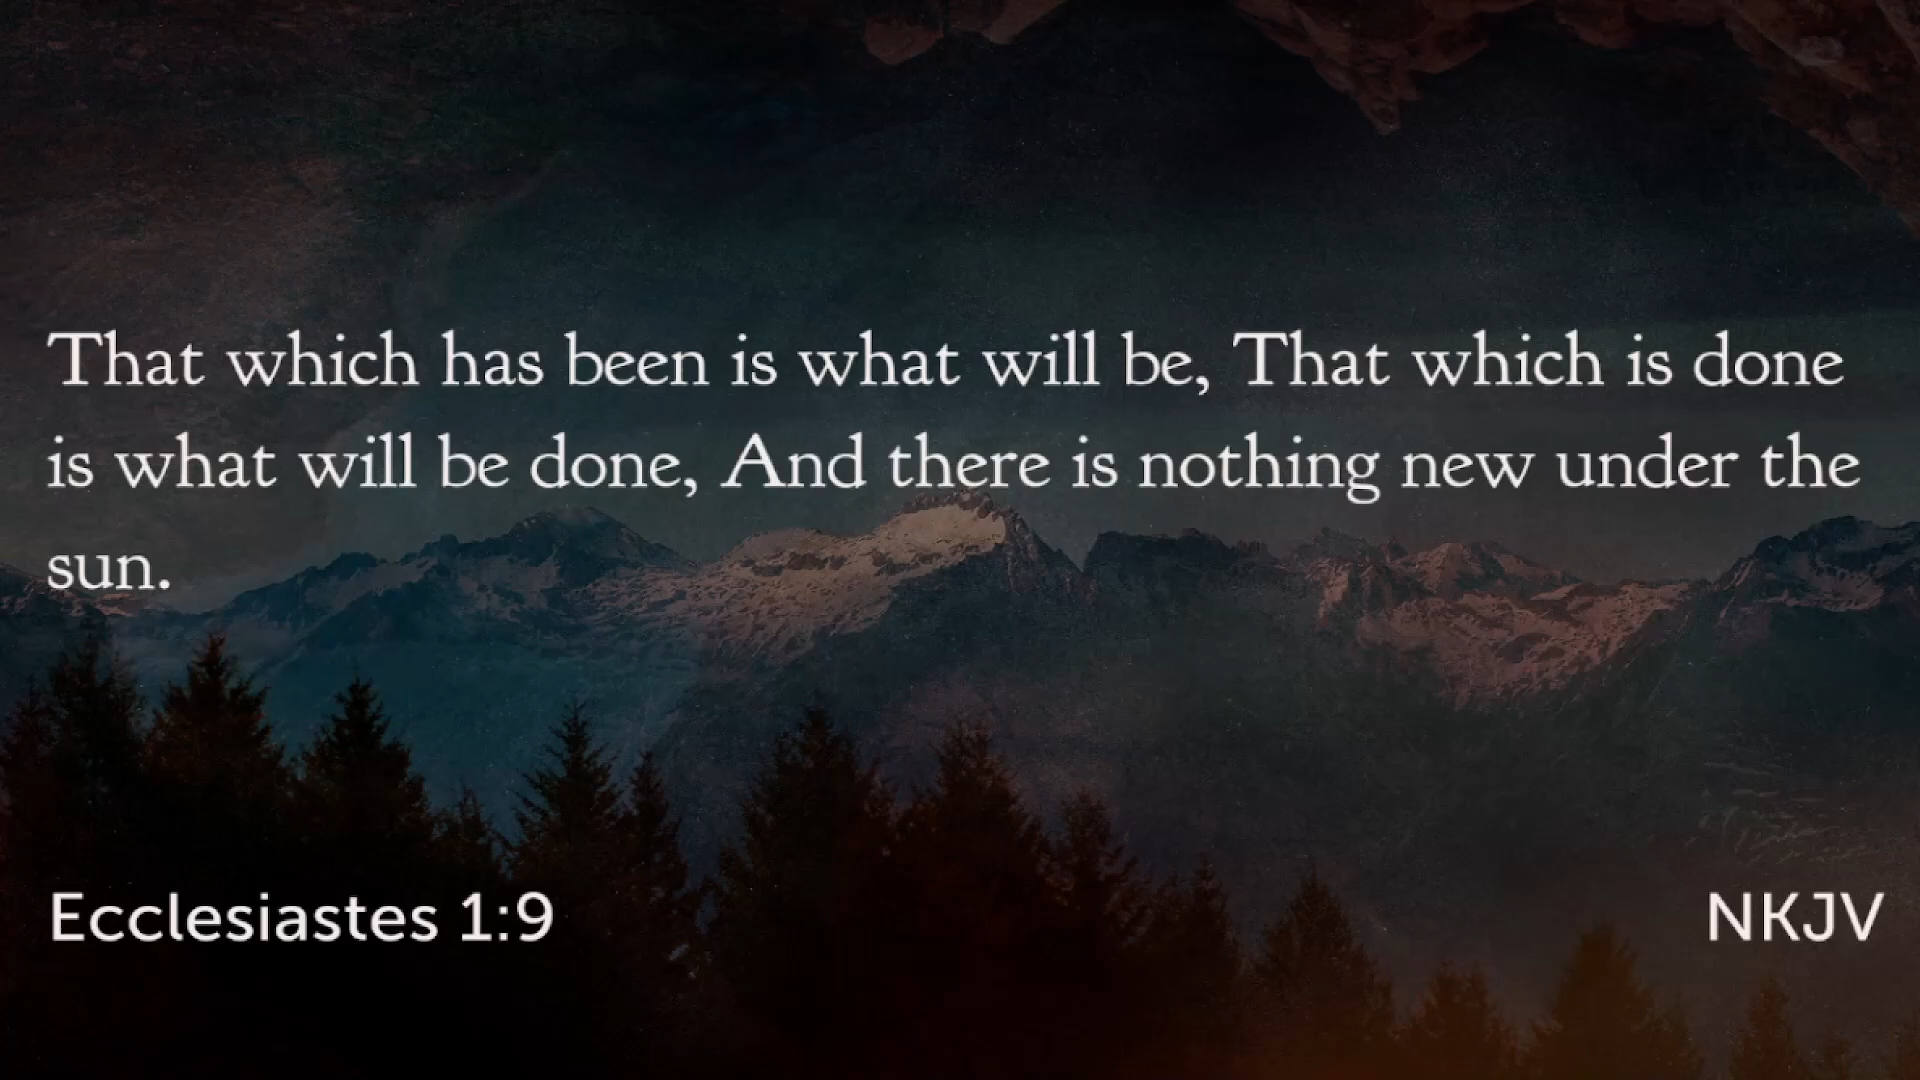 That which has been is what will be, That which is done
is what will be done, And there is nothing new under the
sun.
Ecclesiastes 1:9
NKJV